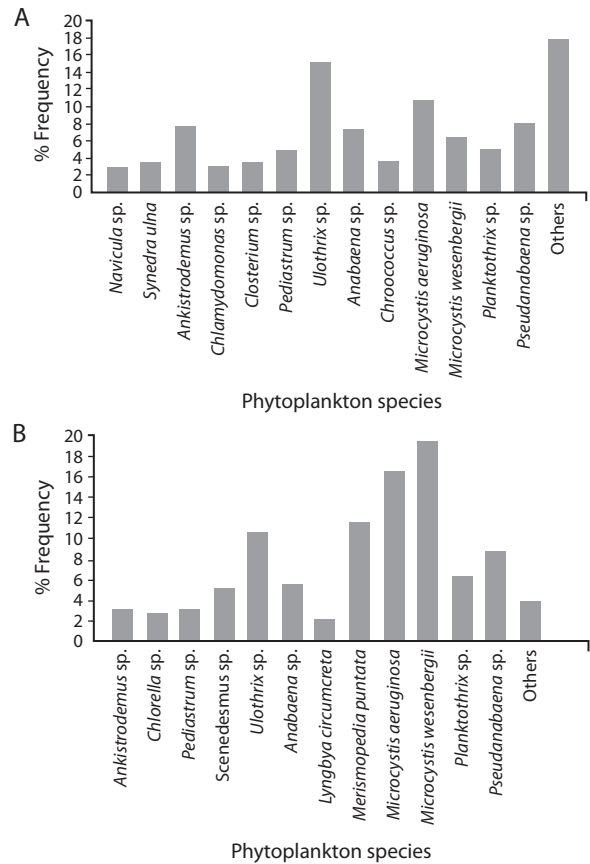 A
20
18
16
14
12
10
8
6
4
2
0
% Frequency
Navicula sp.
Synedra ulna
Ankistrodemus sp.
Chlamydomonas sp.
Closterium sp.
Pediastrum sp.
Ulothrix sp.
Anabaena sp.
Chroococcus sp.
Microcystis aeruginosa
Microcystis wesenbergii
Planktothrix sp.
Pseudanabaena sp.
Others
Phytoplankton species
B
20
18
16
14
12
10
8
6
4
2
0
% Frequency
Ankistrodemus sp.
Chlorella sp.
Pediastrum sp.
Scenedesmus sp.
Ulothrix sp.
Anabaena sp.
Lyngbya circumcreta
Merismopedia puntata
Microcystis aeruginosa
Microcystis wesenbergii
Planktothrix sp.
Pseudanabaena sp.
Others
Phytoplankton species